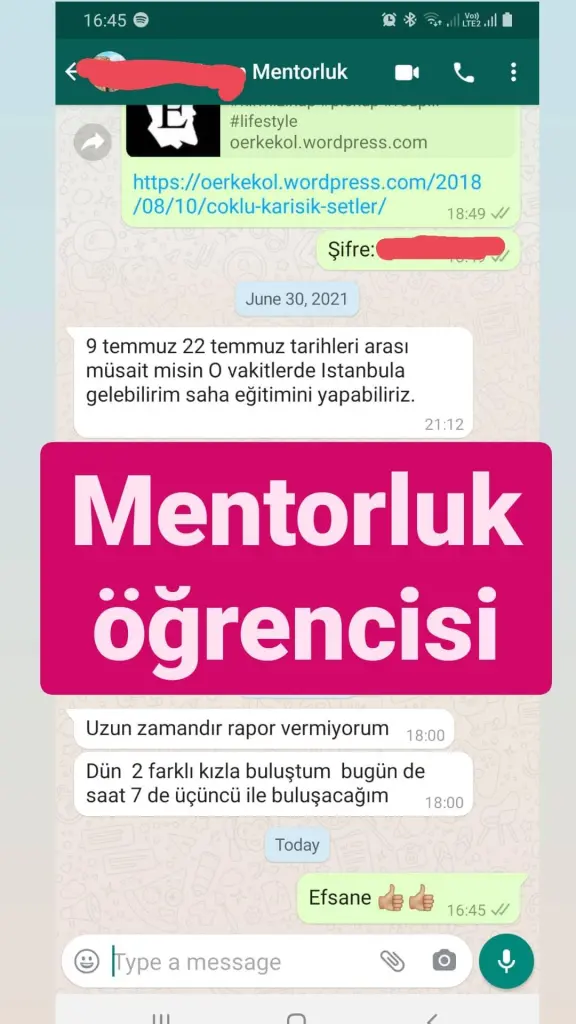 16:45
Vo)) LTE2
Mentorluk
#lifestyle
oerkekol.wordpress.com
https://oerkekol.wordpress.com/2018
/08/10/coklu-karisik-setler/
18:49
Şifre:
June 30, 2021
9 temmuz 22 temmuz tarihleri arası
müsait misin O vakitlerde Istanbula
gelebilirim saha eğitimini yapabiliriz.
21:12
Mentorluk
öğrencisi
Uzun zamandır rapor vermiyorum
18:00
Dün 2 farklı kızla buluştum bugün de
saat 7 de üçüncü ile buluşacağım
18:00
Today
Efsane 👍👍
16:45
Type a message